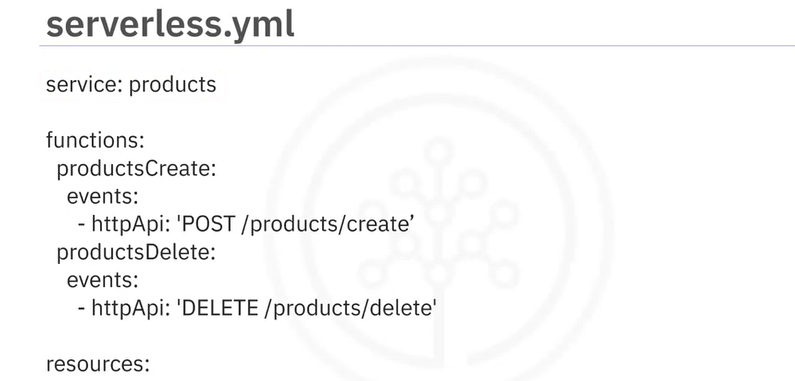 serverless.yml
service: products
functions:
productsCreate:
events:
- httpApi: 'POST /products/create’
productsDelete:
events:
- httpApi: 'DELETE /products/delete'
resources: